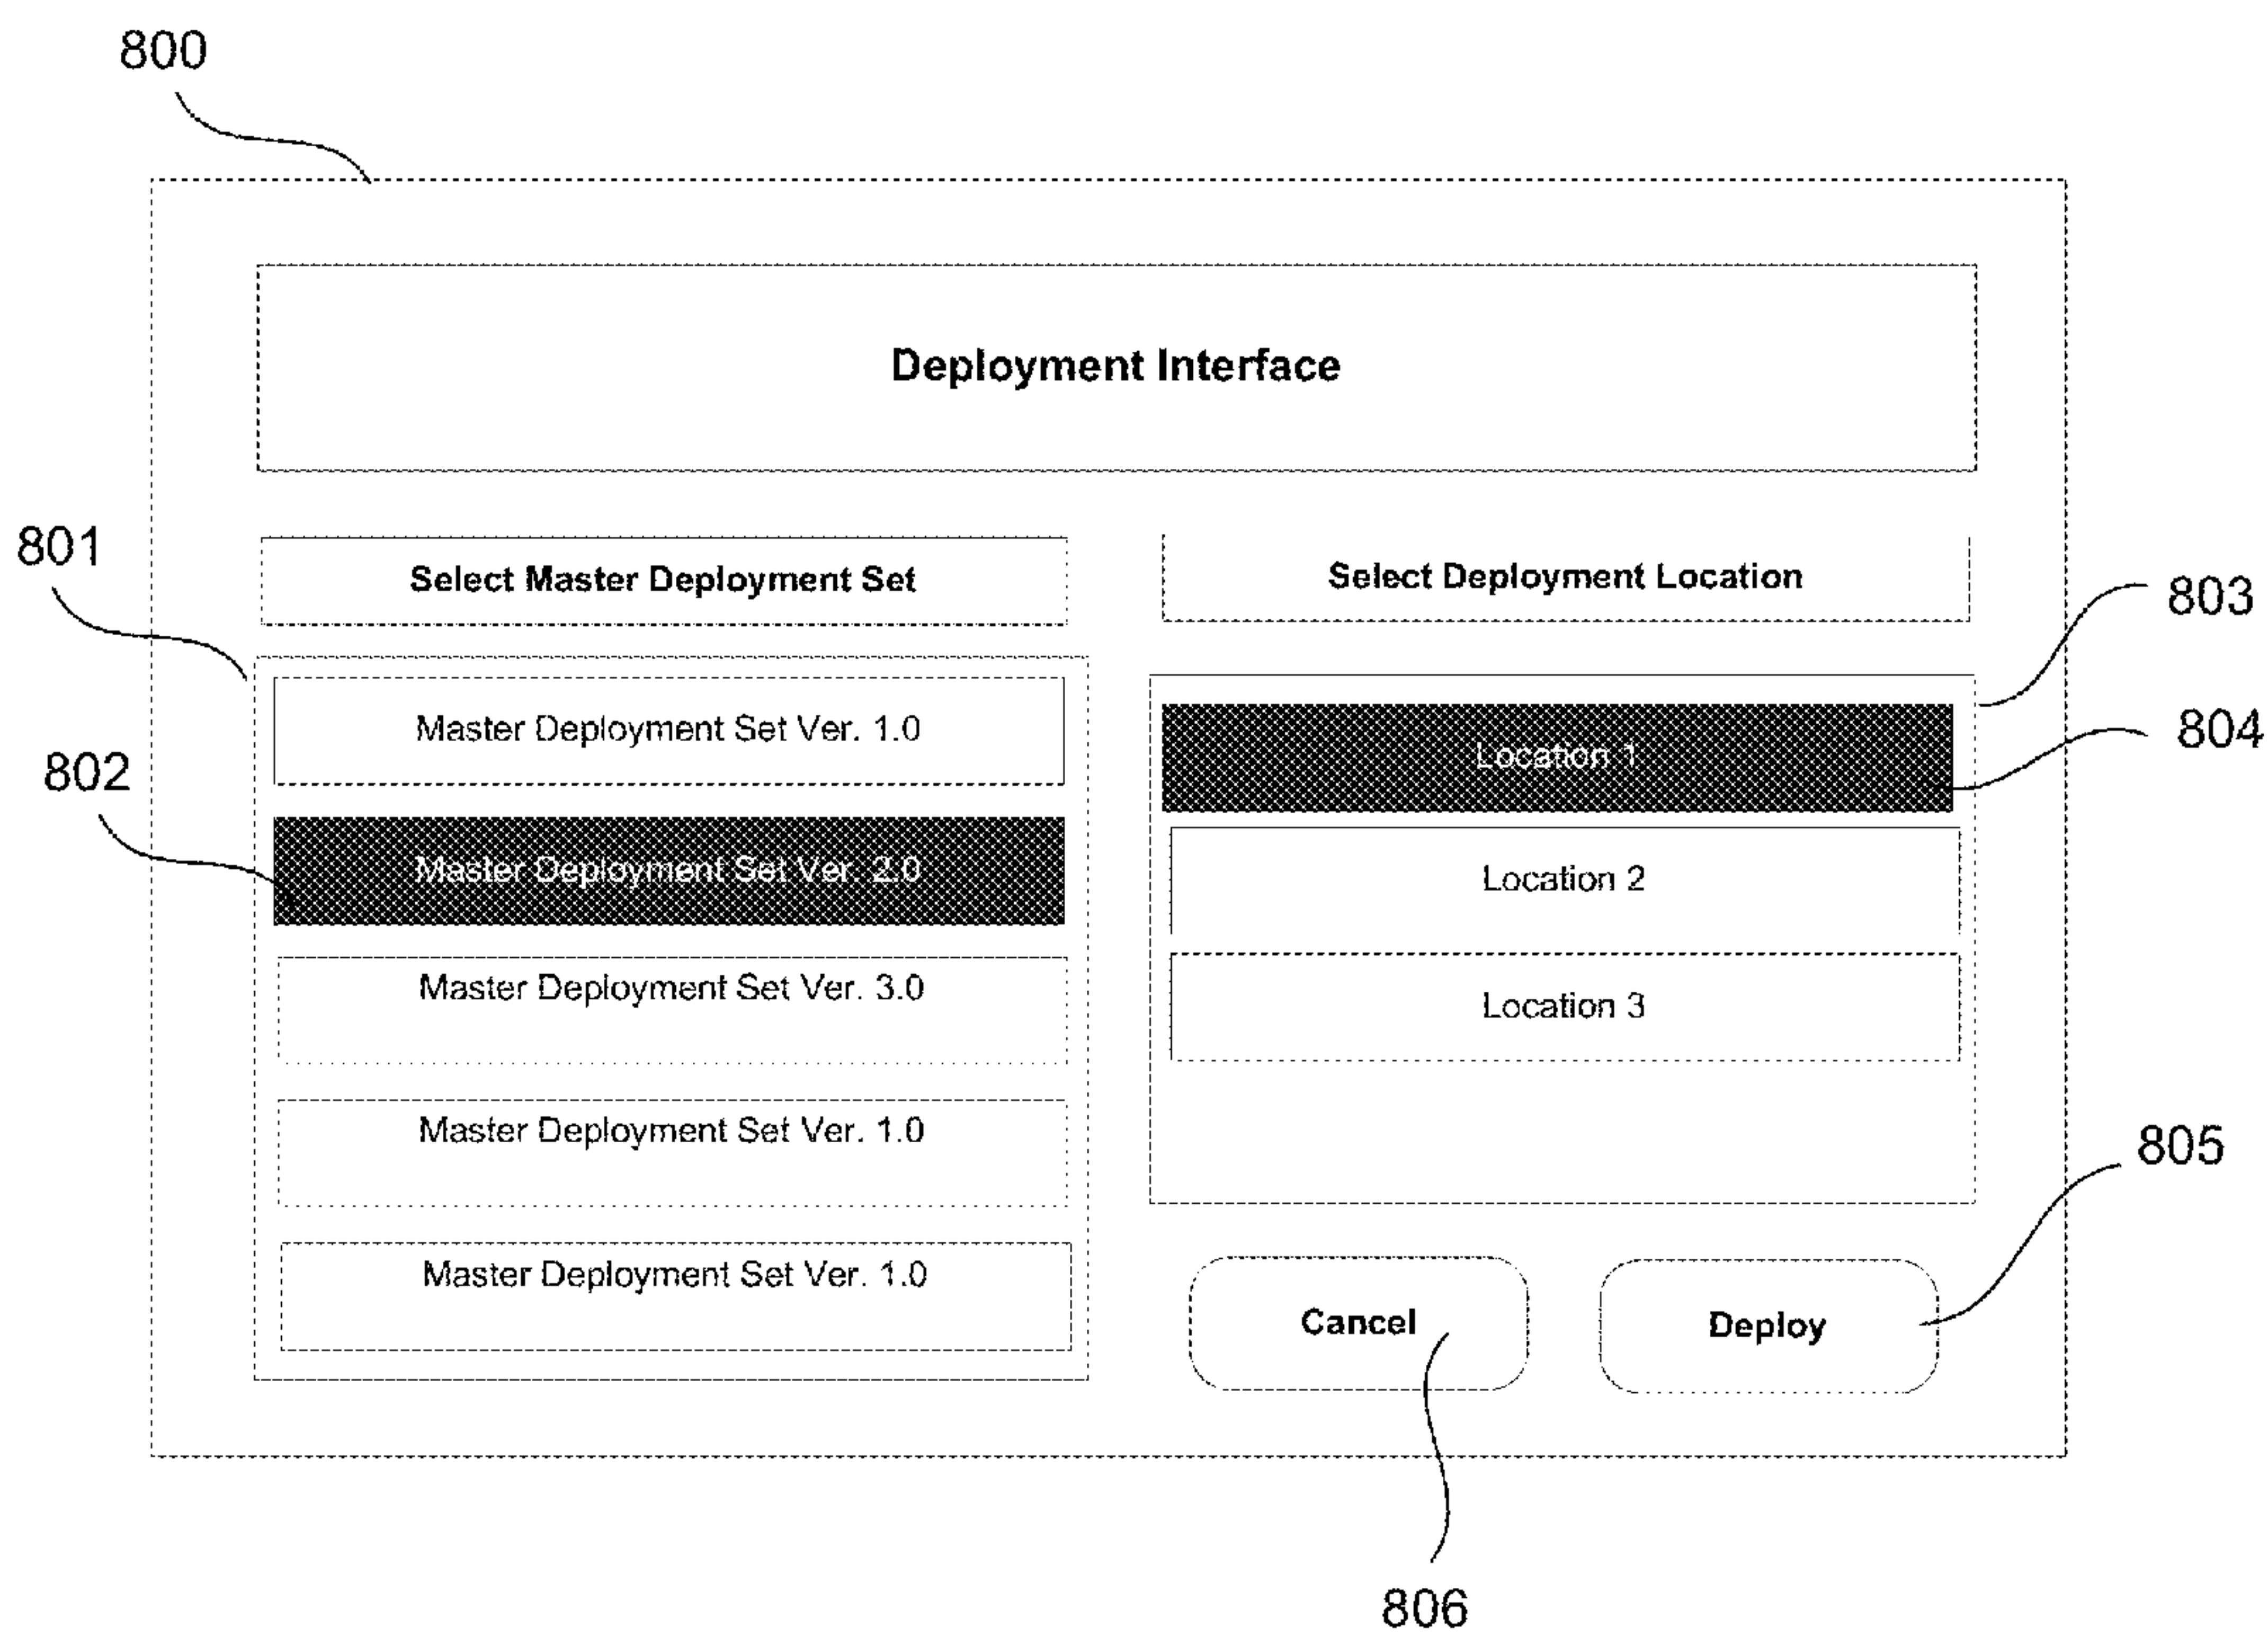 800
Deployment Interface
801
Select Master Deployment Set
Select Deployment Location
803
Master Deployment Set Ver. 1.0
Location 1
804
802
Master Deployment Set Ver. 2.0
Location 2
Master Deployment Set Ver. 3.0
Location 3
Master Deployment Set Ver. 1.0
805
Master Deployment Set Ver. 1.0
Cancel
Deploy
806